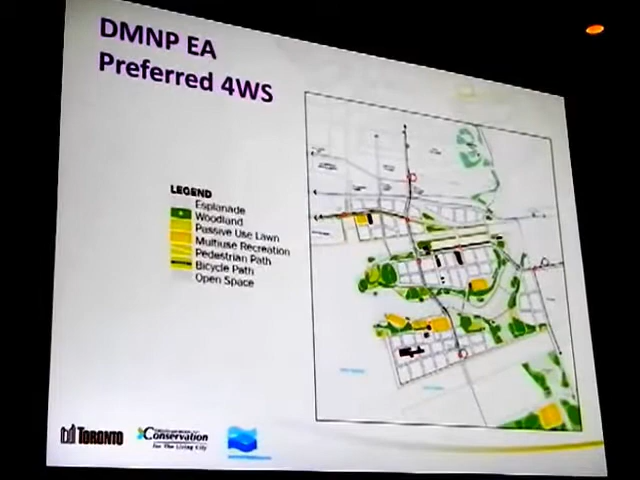 DMNP EA
Preferred 4WS
LEGEND
Esplanade
Woodland
Passive Use Lawn
Multiuse Recreation
Pedestrian Path
Bicycle Path
Open Space
TORONTO
Conservation
for The Living City